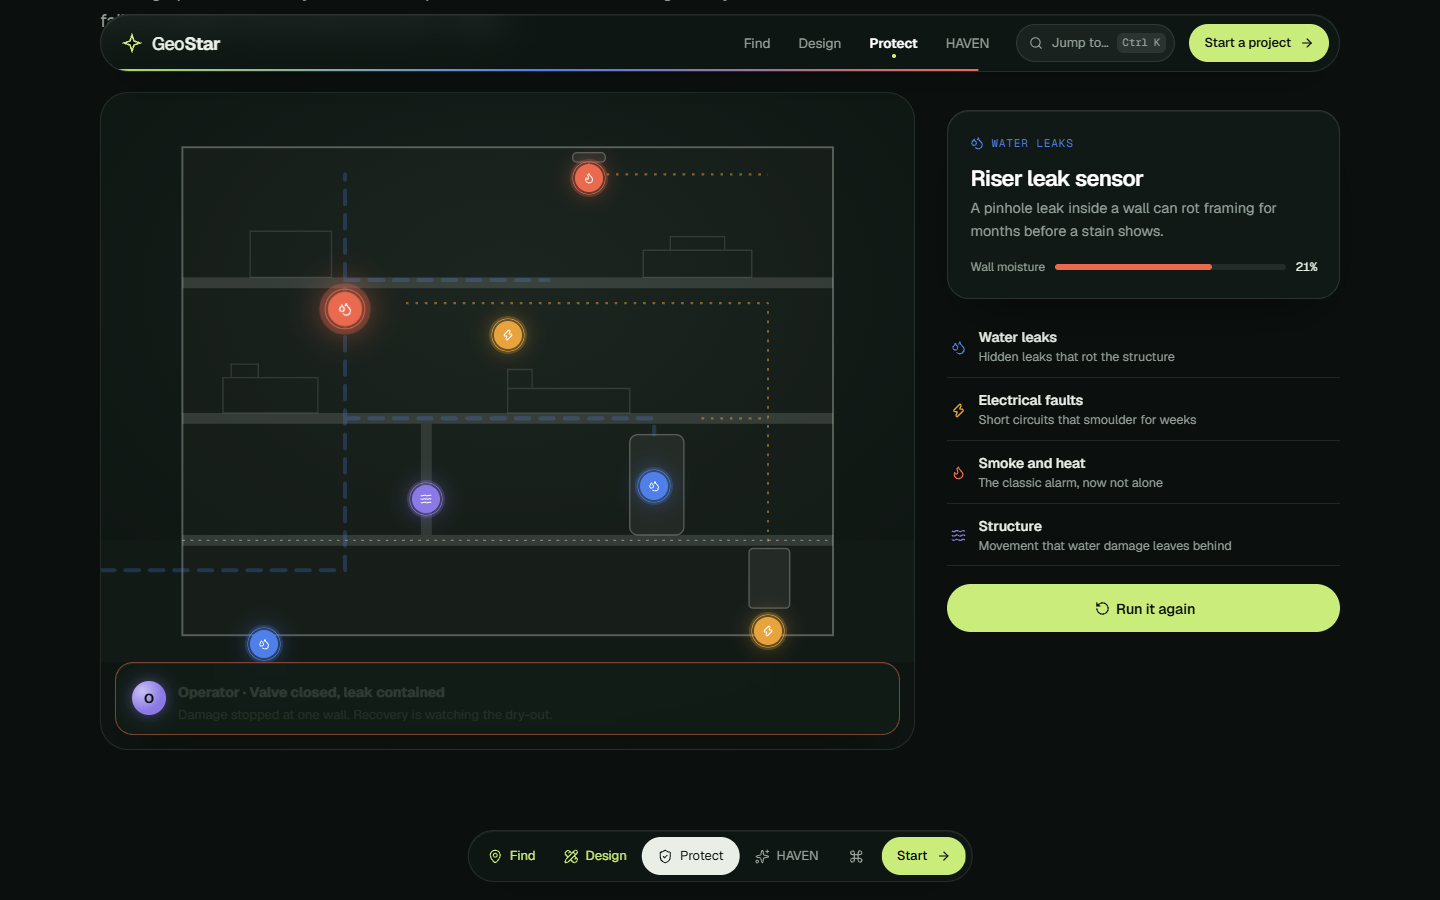 GeoStar
Find
Design
Protect
HAVEN
Jump to...
Ctrl K
Start a project
WATER LEAKS
Riser leak sensor
A pinhole leak inside a wall can rot framing for
months before a stain shows.
Wall moisture
21%
Water leaks
Hidden leaks that rot the structure
Electrical faults
Short circuits that smoulder for weeks
Smoke and heat
The classic alarm, now not alone
Structure
Movement that water damage leaves behind
Run it again
O
Operator · Valve closed, leak contained
Damage stopped at one wall. Recovery is watching the dry-out.
Find
Design
Protect
HAVEN
Start